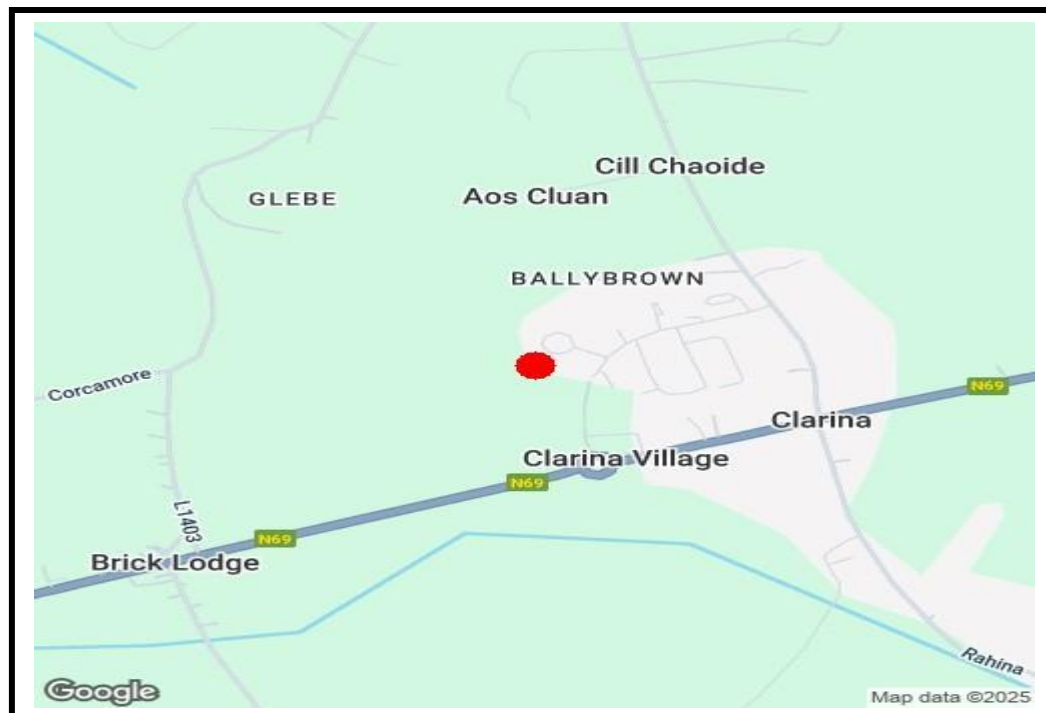 Cill Chaoide
GLEBE
Aos Cluan
BALLYBROWN
Corcamore
N69
Clarina
Clarina Village
N69
L1403
N69
Brick Lodge
Rahina
Google
Map data ©2025